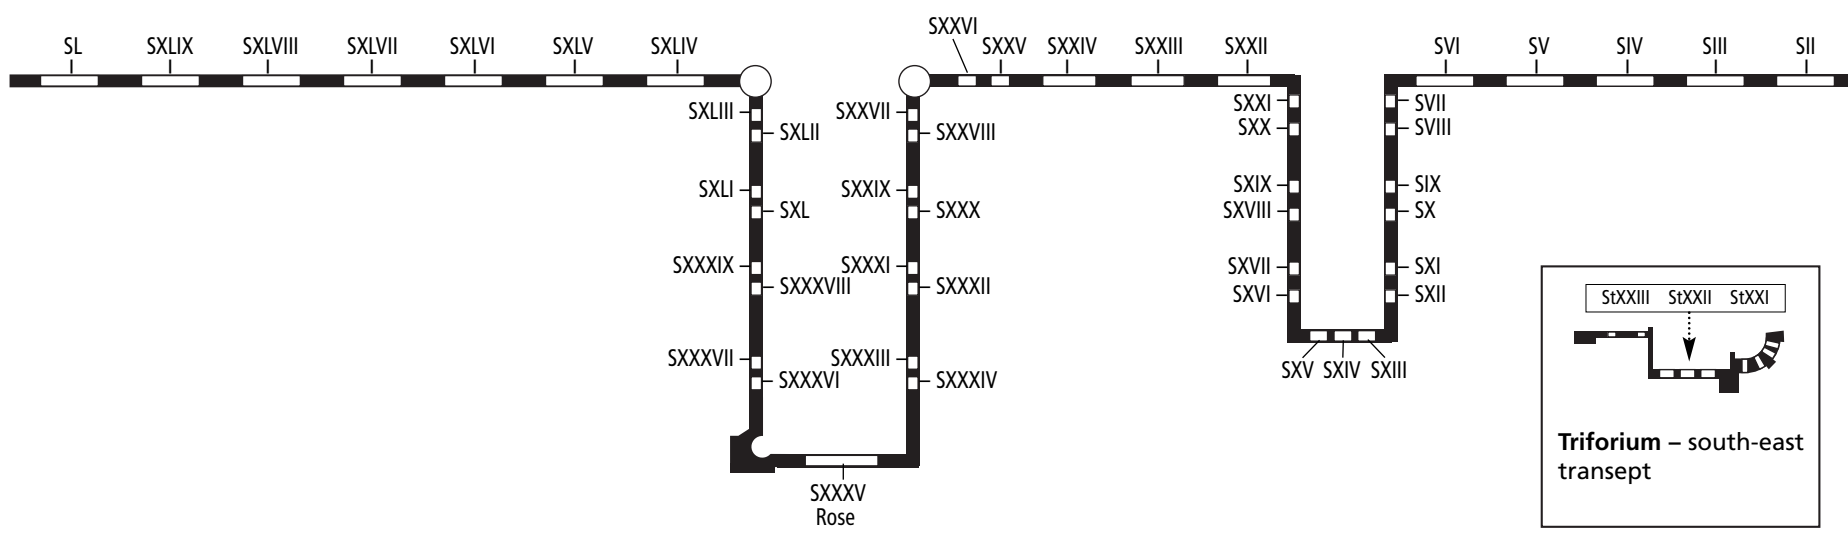 SL SXLIX SXLVIII SXLVII SXLVI SXLV SXLIV
SXXVI
SXXV SXXIV SXXIII SXXII
SVI SV SIV SIII SII
SXLIII
SXLII
SXLI
SXL
SXXXIX
SXXXVIII
SXXXVII
SXXXVI
SXXVII
SXXVIII
SXXIX
SXXX
SXXXI
SXXXII
SXXXIII
SXXXIV
SXXXV
Rose
SXXI
SXX
SXIX
SXVIII
SXVII
SXVI
SXV SXIV SXIII
SVII
SVIII
SIX
SX
SXI
SXII
StXXIII StXXII StXXI
Triforium – south-east
transept